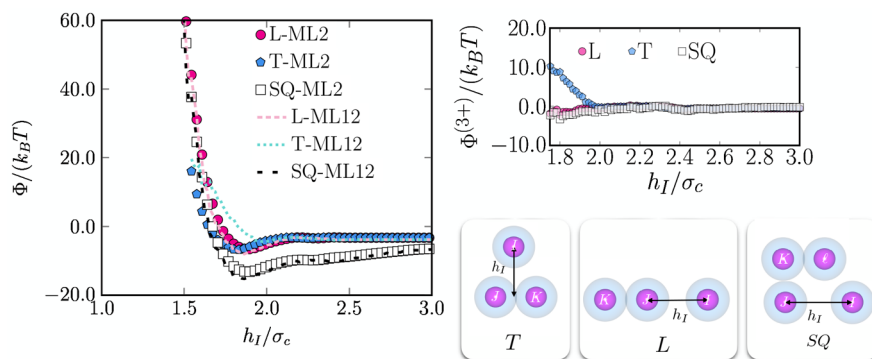 60.0
40.0
20.0
0.0
−20.0
Φ/(k_BT)
1.0 1.5 2.0 2.5 3.0
h_I/σ_c
L-ML2
T-ML2
SQ-ML2
L-ML12
T-ML12
SQ-ML12
20.0
10.0
0.0
−10.0
Φ^(3+)/(k_BT)
L T SQ
1.8 2.0 2.2 2.4 2.6 2.8 3.0
h_I/σ_c
I
h_I
J K
T
K J I
h_I
L
K
J I
h_I
SQ